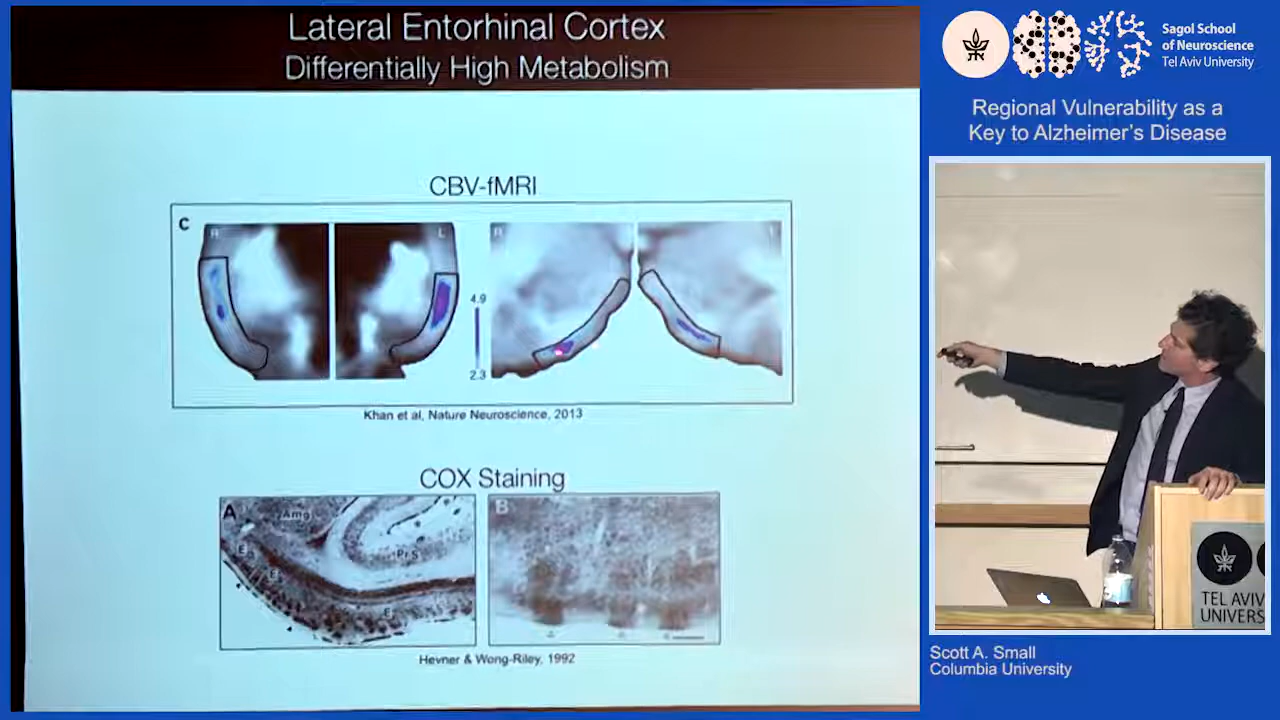 Lateral Entorhinal Cortex
Differentially High Metabolism
CBV-fMRI
C
R
L
R
4.9
2.3
Khan et al, Nature Neuroscience, 2013
COX Staining
A
Amg
PrS
E
E
E
B
Hevner & Wong-Riley, 1992
Sagol School
of Neuroscience
Tel Aviv University
Regional Vulnerability as a
Key to Alzheimer's Disease
TEL AVIV
UNIVERS
Scott A. Small
Columbia University